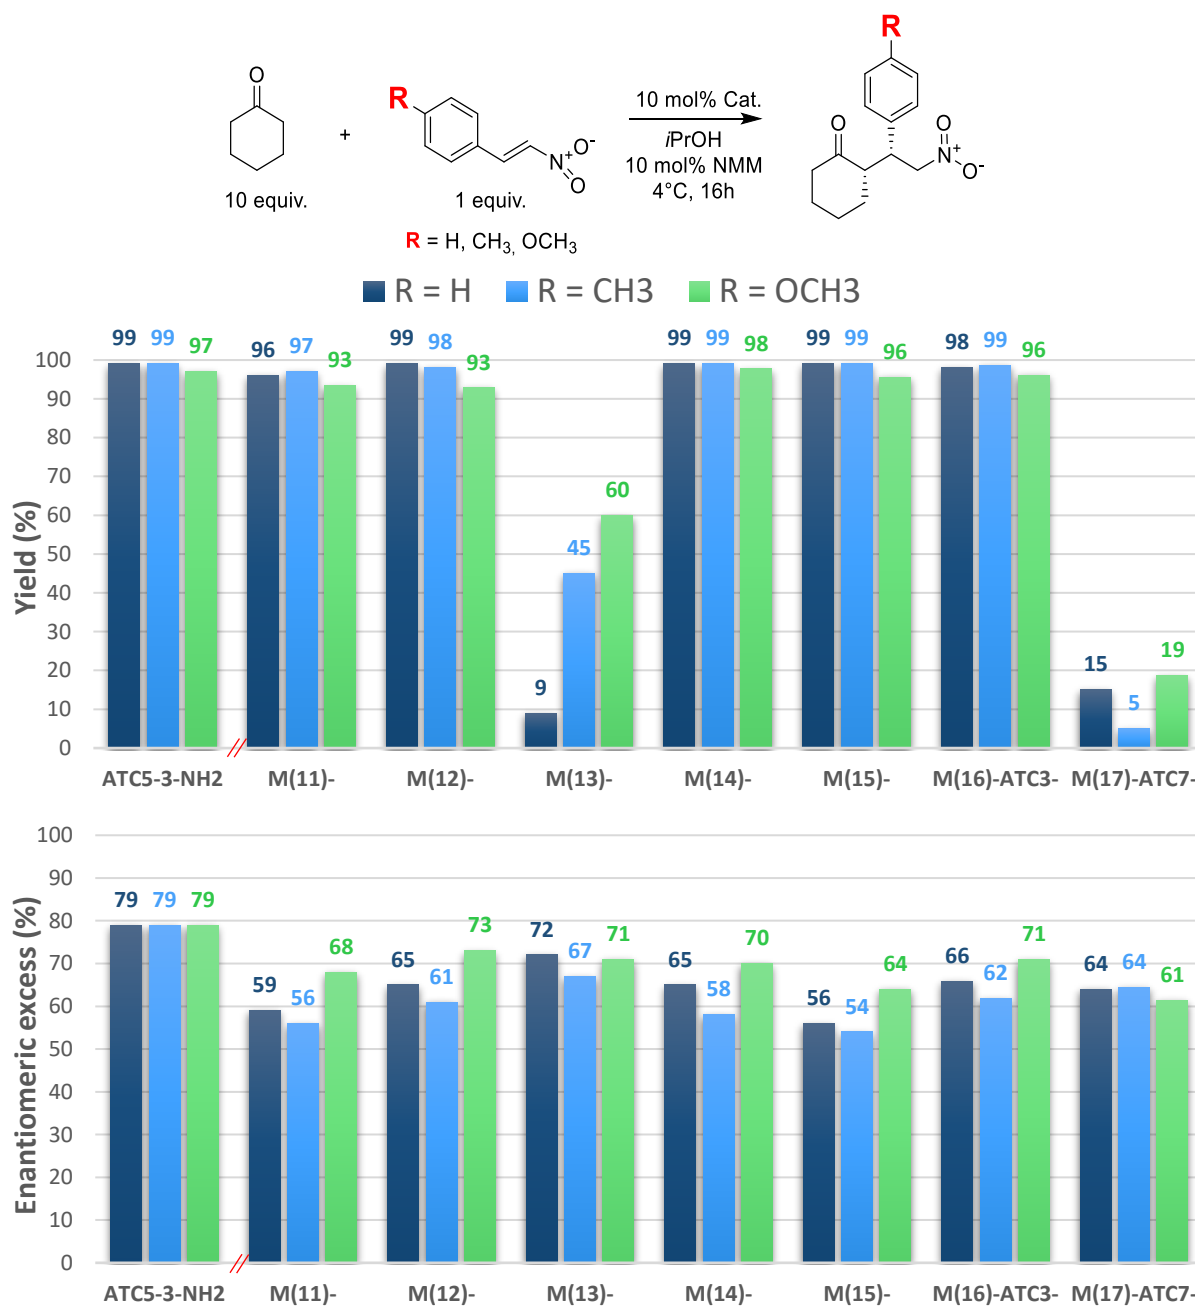 R
O
O
R
+
N+
O-
O
10 mol% Cat.
iPrOH
10 mol% NMM
4°C, 16h
O
O
N+
O-
10 equiv.
1 equiv.
R = H, CH3, OCH3
R = H R = CH3 R = OCH3
99 99 97 96 97 93 99 98 93 9 45 60 99 99 98 99 99 96 98 99 96 15 5 19
Yield (%)
100
90
80
70
60
50
40
30
20
10
0
ATC5-3-NH2 M(11)- M(12)- M(13)- M(14)- M(15)- M(16)-ATC3- M(17)-ATC7-
Enantiomeric excess (%)
100
90
80
70
60
50
40
30
20
10
0
79 79 79 59 56 68 65 61 73 72 67 71 65 58 70 56 54 64 66 62 71 64 64 61
ATC5-3-NH2 M(11)- M(12)- M(13)- M(14)- M(15)- M(16)-ATC3- M(17)-ATC7-